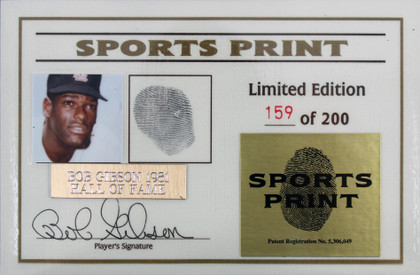 SPORTS PRINT
Limited Edition
159 of 200
BOB GIBSON 1981
HALL OF FAME
Bob Gibson
Player's Signature
SPORTS
PRINT
Patent Registration No. 5,306,049